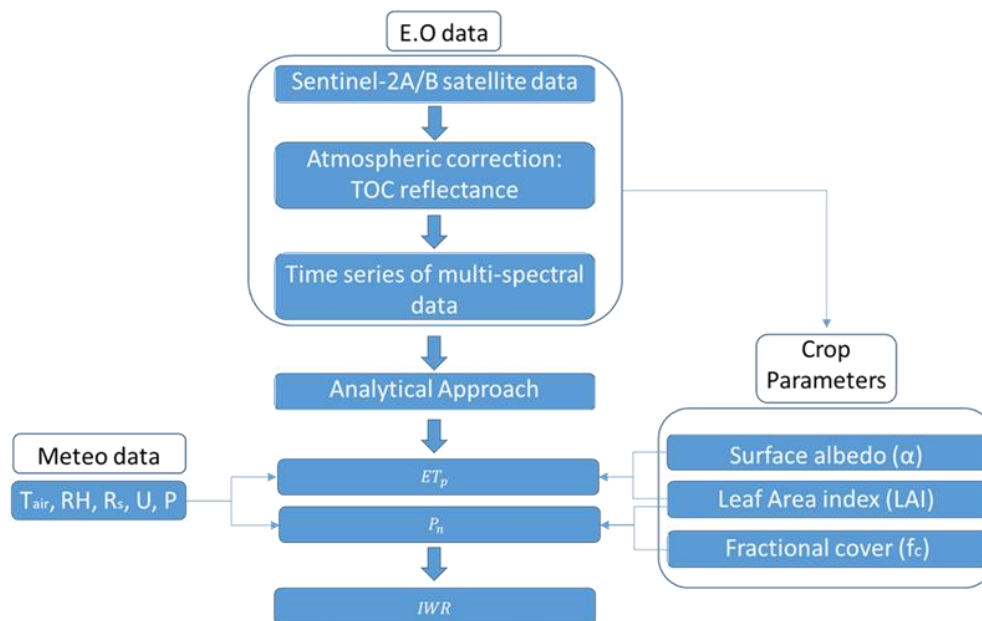 E.O data
Sentinel-2A/B satellite data
Atmospheric correction:
TOC reflectance
Time series of multi-spectral
data
Analytical Approach
Crop
Parameters
Meteo data
Tair, RH, Rs, U, P
ETp
Pn
IWR
Surface albedo (α)
Leaf Area index (LAI)
Fractional cover (fc)